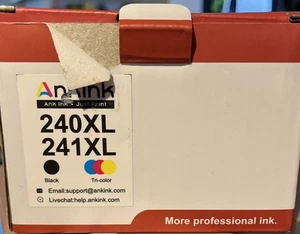 Ankink
Ank Ink - Just Print!
240XL
241XL
Black
Tri-color
Email:support@ankink.com
Livechat:help.ankink.com
More professional ink.